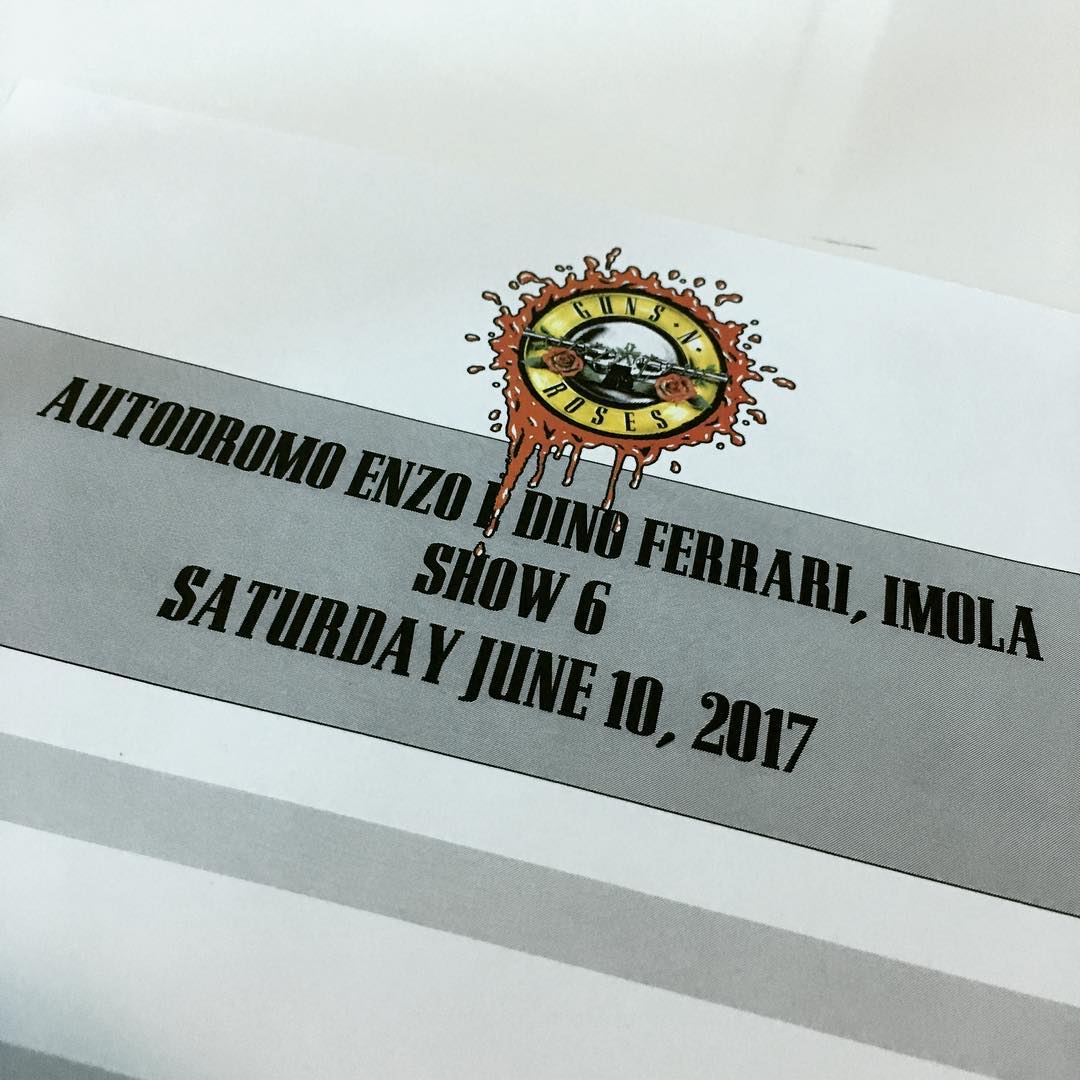 GUNS N' ROSES
AUTODROMO ENZO E DINO FERRARI, IMOLA
SHOW 6
SATURDAY JUNE 10, 2017